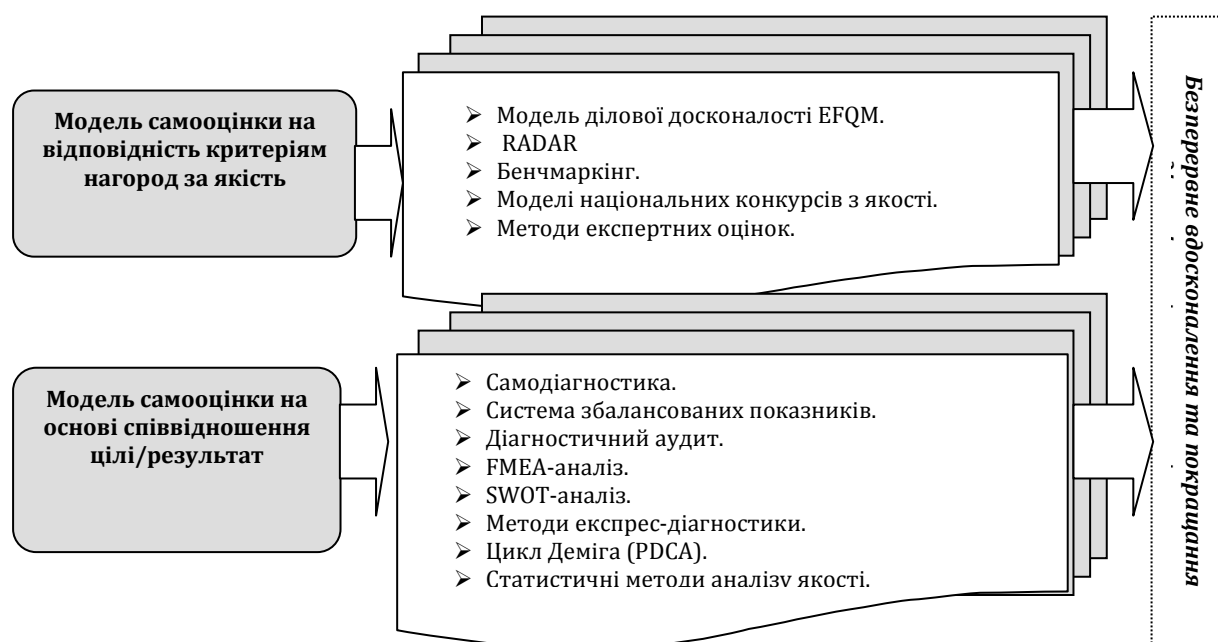 Модель самооцінки на
відповідність критеріям
нагород за якість
➢ Модель ділової досконалості EFQM.
➢ RADAR
➢ Бенчмаркінг.
➢ Моделі національних конкурсів з якості.
➢ Методи експертних оцінок.
Модель самооцінки на
основі співвідношення
цілі/результат
➢ Самодіагностика.
➢ Система збалансованих показників.
➢ Діагностичний аудит.
➢ FMEA-аналіз.
➢ SWOT-аналіз.
➢ Методи експрес-діагностики.
➢ Цикл Деміга (PDCA).
➢ Статистичні методи аналізу якості.
Безперервне вдосконалення та покращання